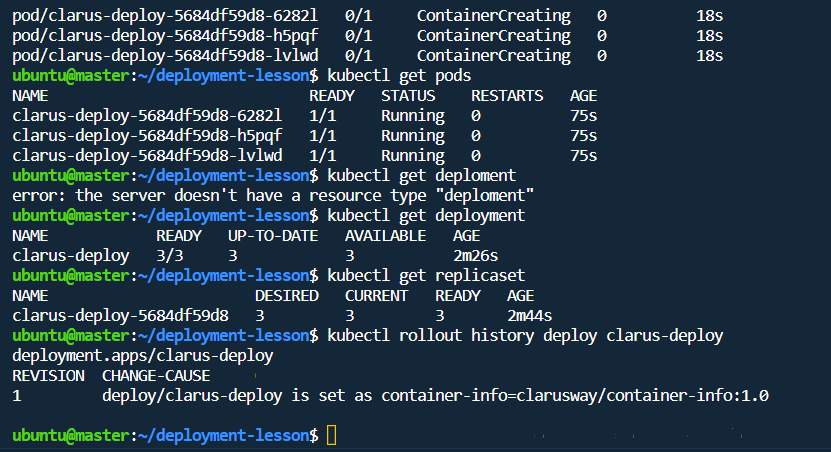 pod/clarus-deploy-5684df59d8-6282l 0/1 ContainerCreating 0 18s
pod/clarus-deploy-5684df59d8-h5pqf 0/1 ContainerCreating 0 18s
pod/clarus-deploy-5684df59d8-lvlwd 0/1 ContainerCreating 0 18s
ubuntu@master:~/deployment-lesson$ kubectl get pods
NAME READY STATUS RESTARTS AGE
clarus-deploy-5684df59d8-6282l 1/1 Running 0 75s
clarus-deploy-5684df59d8-h5pqf 1/1 Running 0 75s
clarus-deploy-5684df59d8-lvlwd 1/1 Running 0 75s
ubuntu@master:~/deployment-lesson$ kubectl get deploment
error: the server doesn't have a resource type "deploment"
ubuntu@master:~/deployment-lesson$ kubectl get deployment
NAME READY UP-TO-DATE AVAILABLE AGE
clarus-deploy 3/3 3 3 2m26s
ubuntu@master:~/deployment-lesson$ kubectl get replicaset
NAME DESIRED CURRENT READY AGE
clarus-deploy-5684df59d8 3 3 3 2m44s
ubuntu@master:~/deployment-lesson$ kubectl rollout history deploy clarus-deploy
deployment.apps/clarus-deploy
REVISION CHANGE-CAUSE
1 deploy/clarus-deploy is set as container-info=clarusway/container-info:1.0
ubuntu@master:~/deployment-lesson$